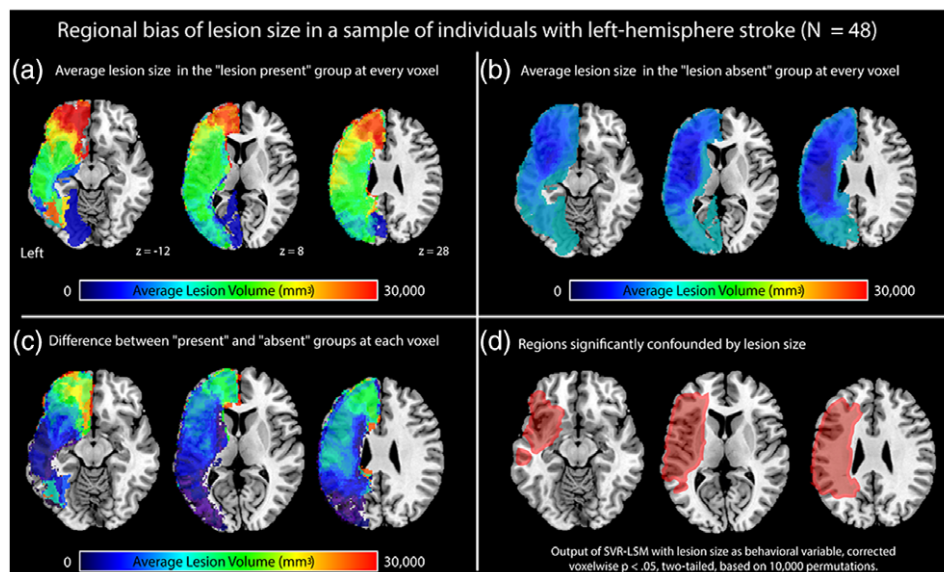 Regional bias of lesion size in a sample of individuals with left-hemisphere stroke (N = 48)
(a) Average lesion size in the "lesion present" group at every voxel
Left
z = -12
z = 8
z = 28
0 Average Lesion Volume (mm³) 30,000
(b) Average lesion size in the "lesion absent" group at every voxel
0 Average Lesion Volume (mm³) 30,000
(c) Difference between "present" and "absent" groups at each voxel
0 Average Lesion Volume (mm³) 30,000
(d) Regions significantly confounded by lesion size
Output of SVR-LSM with lesion size as behavioral variable, corrected
voxelwise p < .05, two-tailed, based on 10,000 permutations.